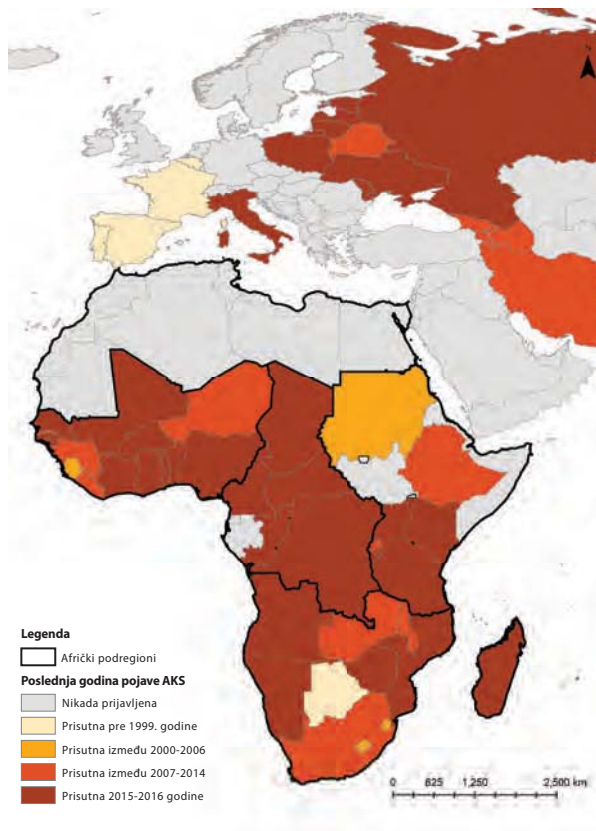 Legenda
Afrički podregioni
Poslednja godina pojave AKS
Nikada prijavljena
Prisutna pre 1999. godine
Prisutna između 2000-2006
Prisutna između 2007-2014
Prisutna 2015-2016 godine
0 625 1,250 2,500 km